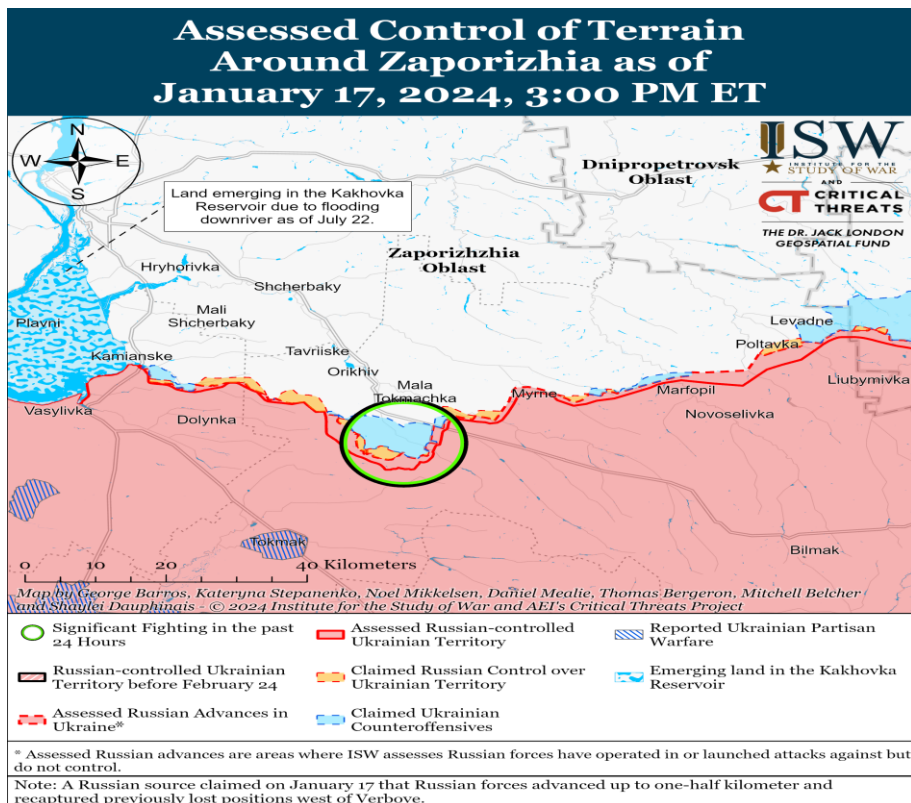 Assessed Control of Terrain
Around Zaporizhia as of
January 17, 2024, 3:00 PM ET
N
W E
S
ISW
INSTITUTE FOR THE
STUDY OF WAR
AND
CT CRITICAL
THREATS
THE DR. JACK LONDON
GEOSPATIAL FUND
Land emerging in the Kakhovka
Reservoir due to flooding
downriver as of July 22.
Dnipropetrovsk
Oblast
Zaporizhzhia
Oblast
Hryhorivka
Shcherbaky
Plavni
Mali
Shcherbaky
Levadne
Kamianske
Tavriiske
Poltavka
Orikhiv
Mala
Tokmachka
Myrne
Marfopil
Liubymivka
Vasylivka
Dolynka
Novoselivka
Tokmak
Bilmak
0 10 20 40 Kilometers
Map by George Barros, Kateryna Stepanenko, Noel Mikkelsen, Daniel Mealie, Thomas Bergeron, Mitchell Belcher
and Shaylei Dauphinais - © 2024 Institute for the Study of War and AEI's Critical Threats Project
Significant Fighting in the past
24 Hours
Russian-controlled Ukrainian
Territory before February 24
Assessed Russian Advances in
Ukraine*
Assessed Russian-controlled
Ukrainian Territory
Claimed Russian Control over
Ukrainian Territory
Claimed Ukrainian
Counteroffensives
Reported Ukrainian Partisan
Warfare
Emerging land in the Kakhovka
Reservoir
* Assessed Russian advances are areas where ISW assesses Russian forces have operated in or launched attacks against but
do not control.
Note: A Russian source claimed on January 17 that Russian forces advanced up to one-half kilometer and
recaptured previously lost positions west of Verbove.